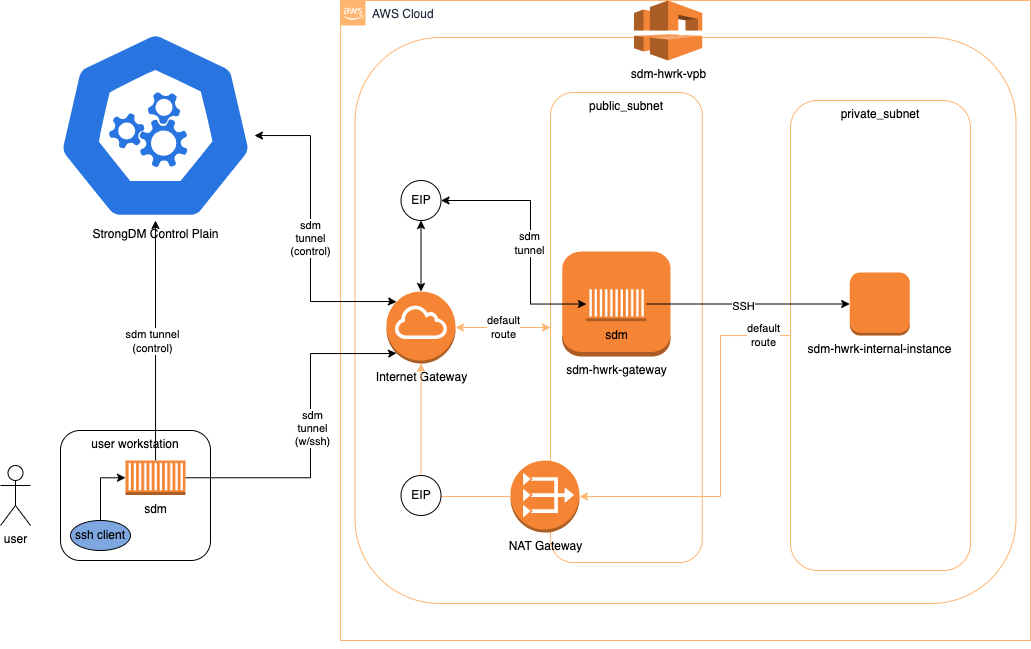 aws
AWS Cloud
sdm-hwrk-vpb
public_subnet
private_subnet
StrongDM Control Plain
EIP
sdm
tunnel
(control)
sdm
tunnel
default
route
sdm
SSH
sdm-hwrk-gateway
sdm-hwrk-internal-instance
default
route
Internet Gateway
sdm tunnel
(control)
sdm
tunnel
(w/ssh)
user workstation
sdm
ssh client
user
EIP
NAT Gateway